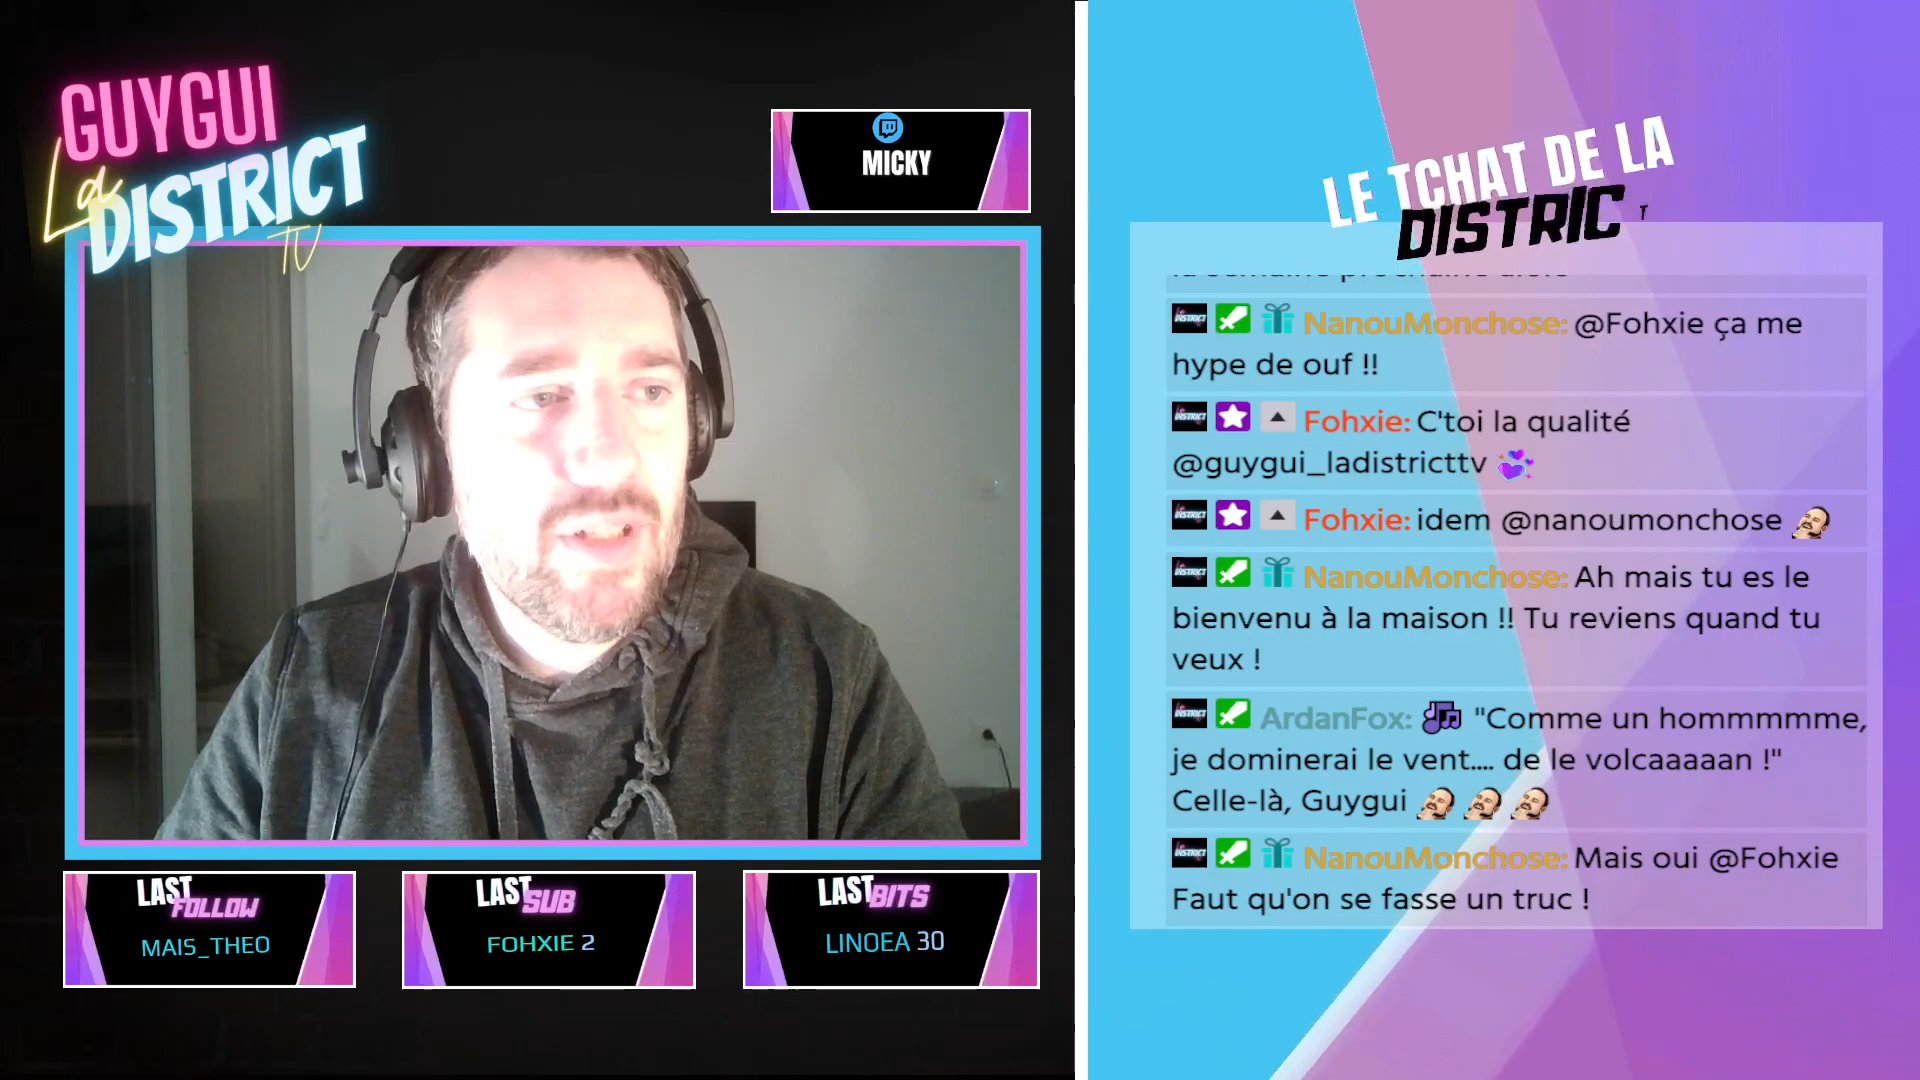 GUYGUI
La
DISTRICT
TV
MICKY
LAST
FOLLOW
MAIS_THEO
LAST
SUB
FOHXIE 2
LAST
BITS
LINOEA 30
LE TCHAT DE LA
DISTRIC T
NanouMonchose: @Fohxie ça me
hype de ouf !!
Fohxie: C'toi la qualité
@guygui_ladistricttv
Fohxie: idem @nanoumonchose
NanouMonchose: Ah mais tu es le
bienvenu à la maison !! Tu reviens quand tu
veux !
ArdanFox: "Comme un hommmmme,
je dominerai le vent.... de le volcaaaaan !"
Celle-là, Guygui
NanouMonchose: Mais oui @Fohxie
Faut qu'on se fasse un truc !